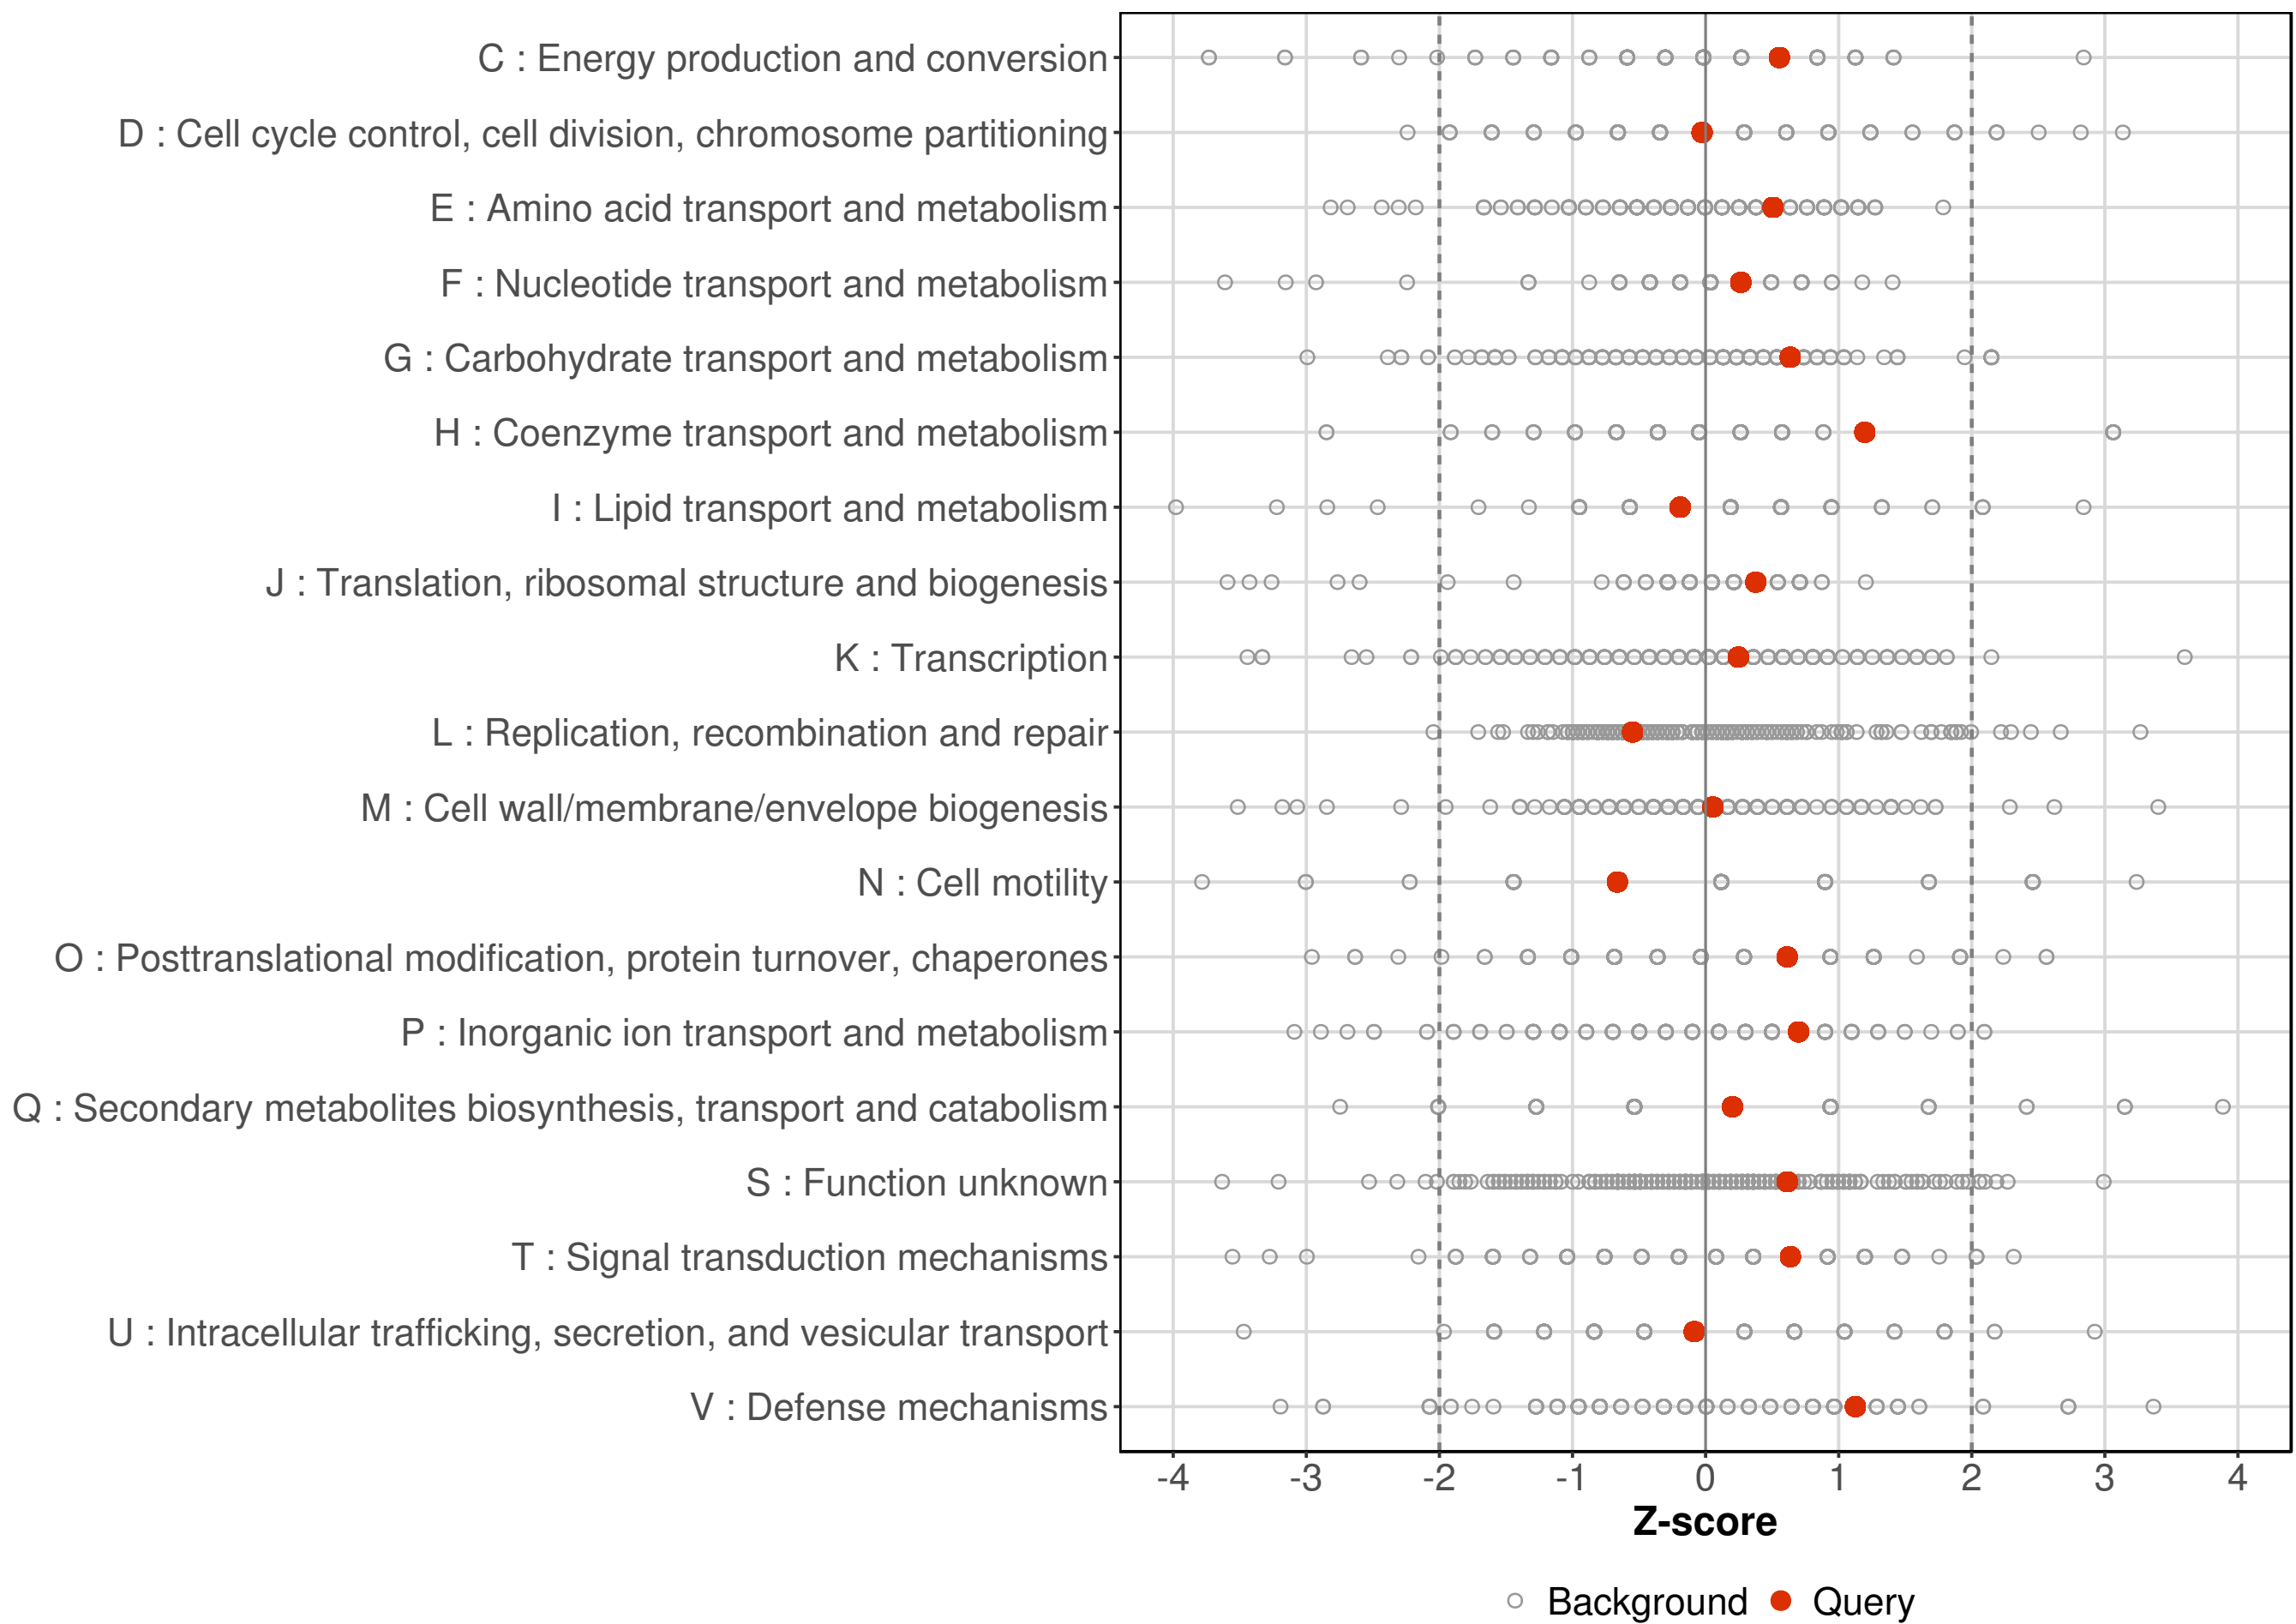 C : Energy production and conversion
D : Cell cycle control, cell division, chromosome partitioning
E : Amino acid transport and metabolism
F : Nucleotide transport and metabolism
G : Carbohydrate transport and metabolism
H : Coenzyme transport and metabolism
I : Lipid transport and metabolism
J : Translation, ribosomal structure and biogenesis
K : Transcription
L : Replication, recombination and repair
M : Cell wall/membrane/envelope biogenesis
N : Cell motility
O : Posttranslational modification, protein turnover, chaperones
P : Inorganic ion transport and metabolism
Q : Secondary metabolites biosynthesis, transport and catabolism
S : Function unknown
T : Signal transduction mechanisms
U : Intracellular trafficking, secretion, and vesicular transport
V : Defense mechanisms
-4 -3 -2 -1 0 1 2 3 4
Z-score
Background Query